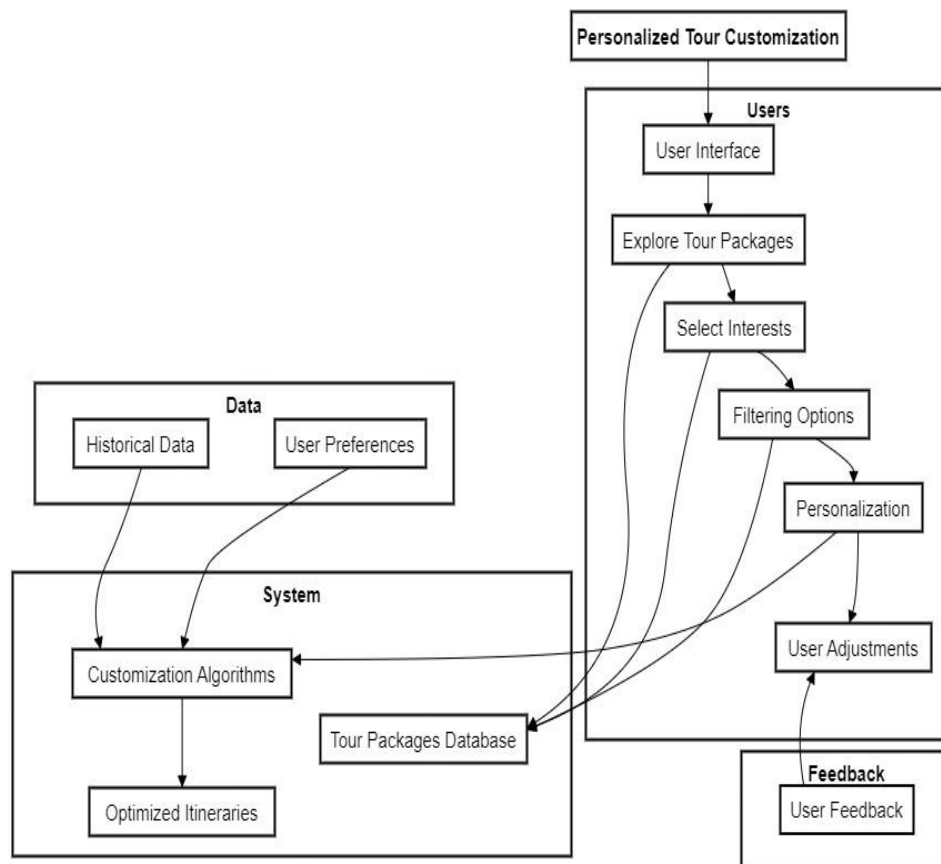 Personalized Tour Customization
Users
User Interface
Explore Tour Packages
Select Interests
Filtering Options
Personalization
User Adjustments
Data
Historical Data
User Preferences
System
Customization Algorithms
Tour Packages Database
Optimized Itineraries
Feedback
User Feedback